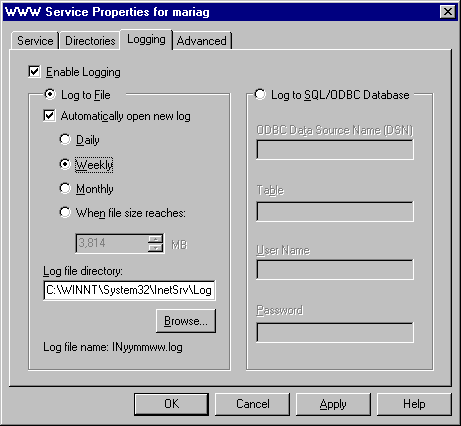 WWW Service Properties for mariag
Service Directories Logging Advanced
Enable Logging
Log to File
Automatically open new log
Daily
Weekly
Monthly
When file size reaches:
3,814 MB
Log file directory:
C:\WINNT\System32\InetSrv\Log
Browse...
Log file name: INyymmww.log
Log to SQL/ODBC Database
ODBC Data Source Name (DSN)
Table
User Name
Password
OK Cancel Apply Help